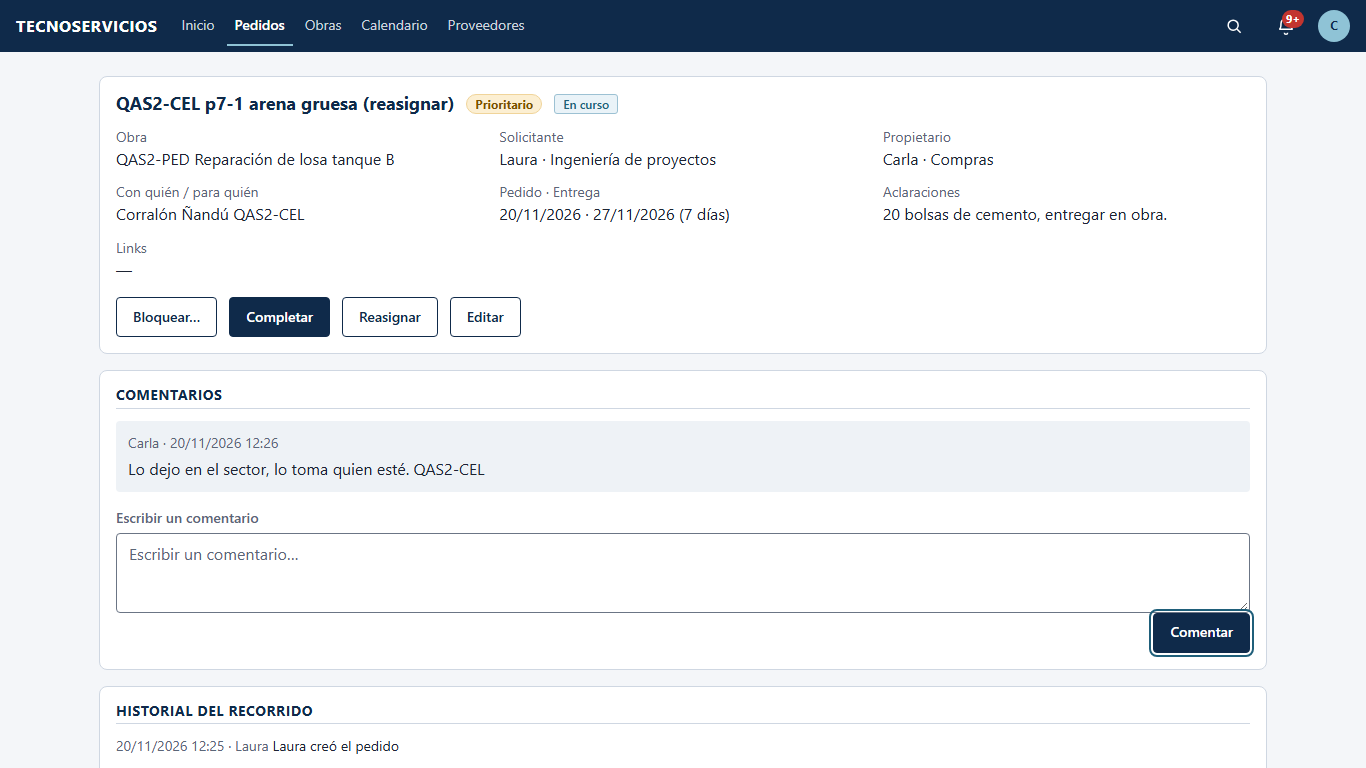 TECNOSERVICIOS Inicio Pedidos Obras Calendario Proveedores 9+ C
QAS2-CEL p7-1 arena gruesa (reasignar) Prioritario En curso
Obra Solicitante Propietario
QAS2-PED Reparación de losa tanque B Laura · Ingeniería de proyectos Carla · Compras
Con quién / para quién Pedido · Entrega Aclaraciones
Corralón Ñandú QAS2-CEL 20/11/2026 · 27/11/2026 (7 días) 20 bolsas de cemento, entregar en obra.
Links
—
Bloquear... Completar Reasignar Editar
COMENTARIOS
Carla · 20/11/2026 12:26
Lo dejo en el sector, lo toma quien esté. QAS2-CEL
Escribir un comentario
Escribir un comentario...
Comentar
HISTORIAL DEL RECORRIDO
20/11/2026 12:25 · Laura Laura creó el pedido